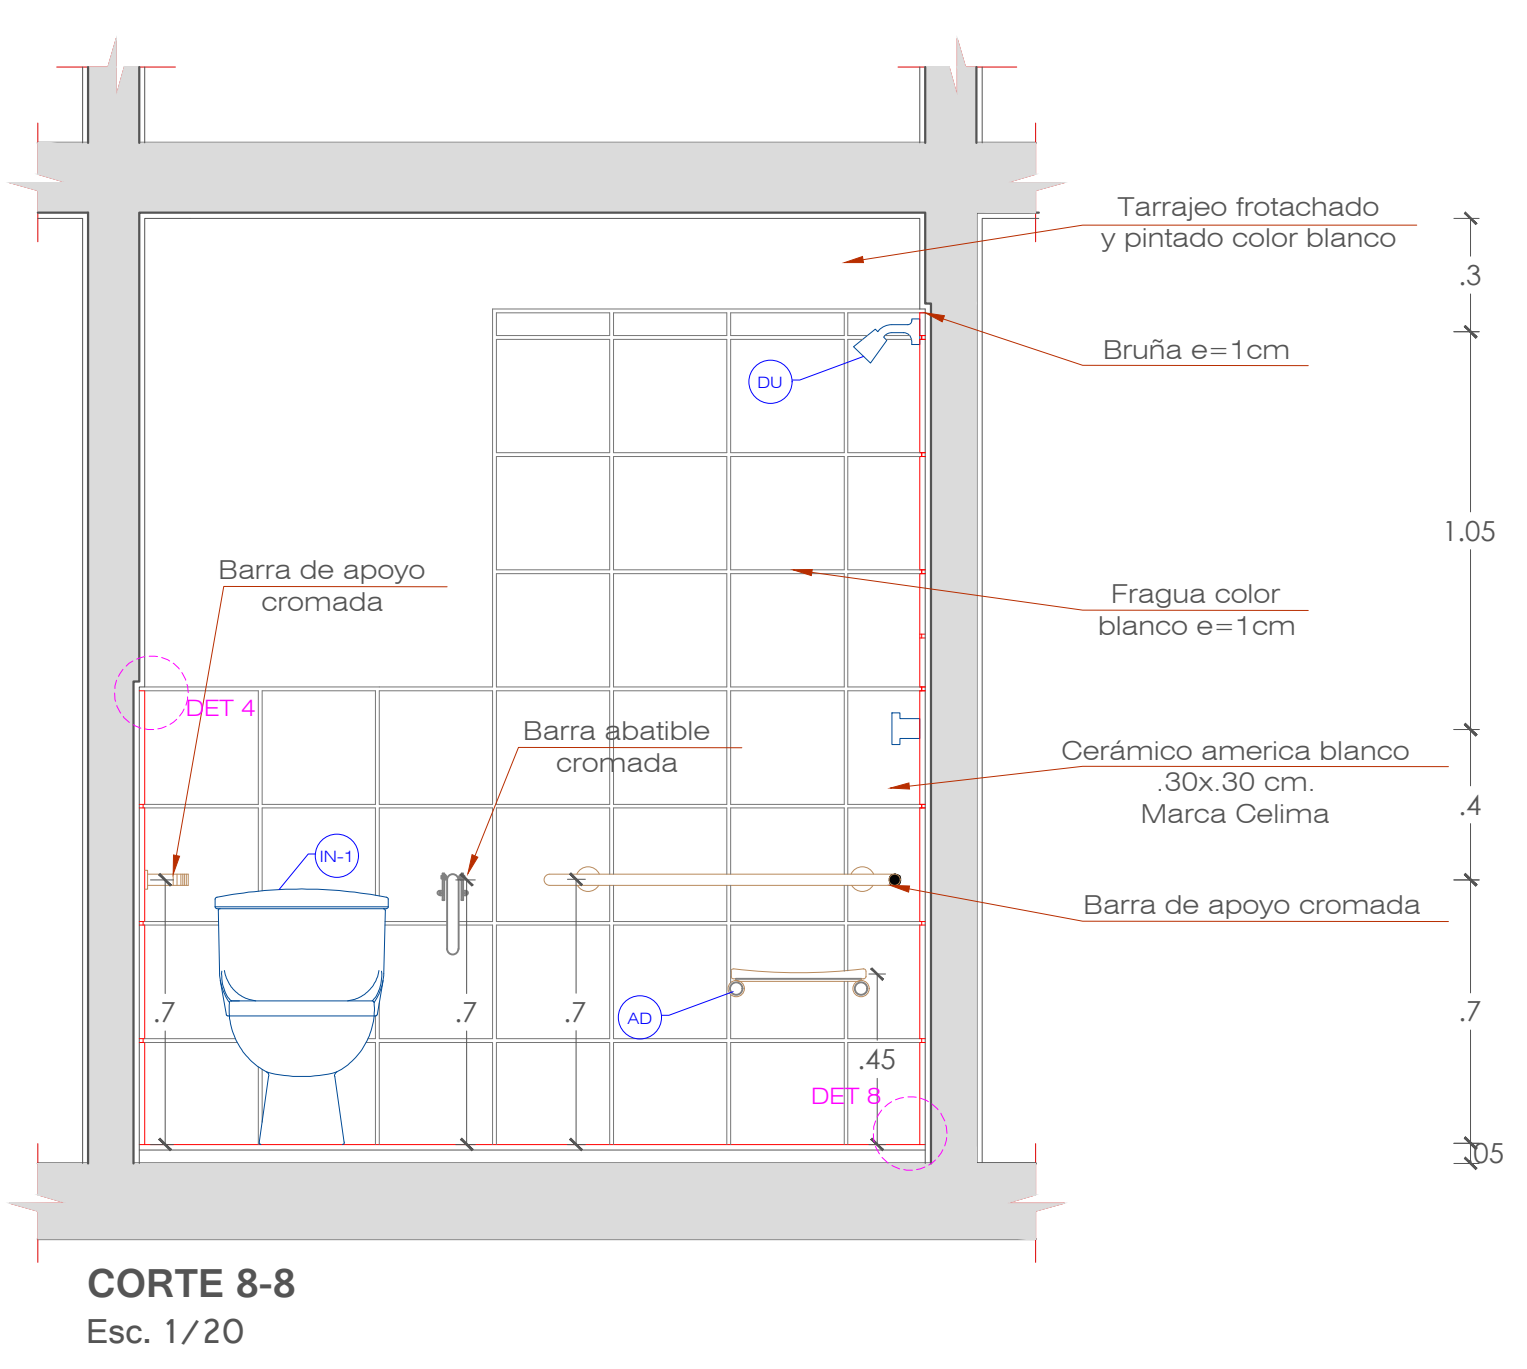 Tarrajeo frotachado
y pintado color blanco
.3
Bruña e=1cm
DU
1.05
Barra de apoyo
cromada
Fragua color
blanco e=1cm
DET 4
Barra abatible
cromada
Cerámico america blanco
.30x.30 cm.
Marca Celima
.4
IN-1
Barra de apoyo cromada
.7
.7
.7
AD
.7
.45
DET 8
.05
CORTE 8-8
Esc. 1/20